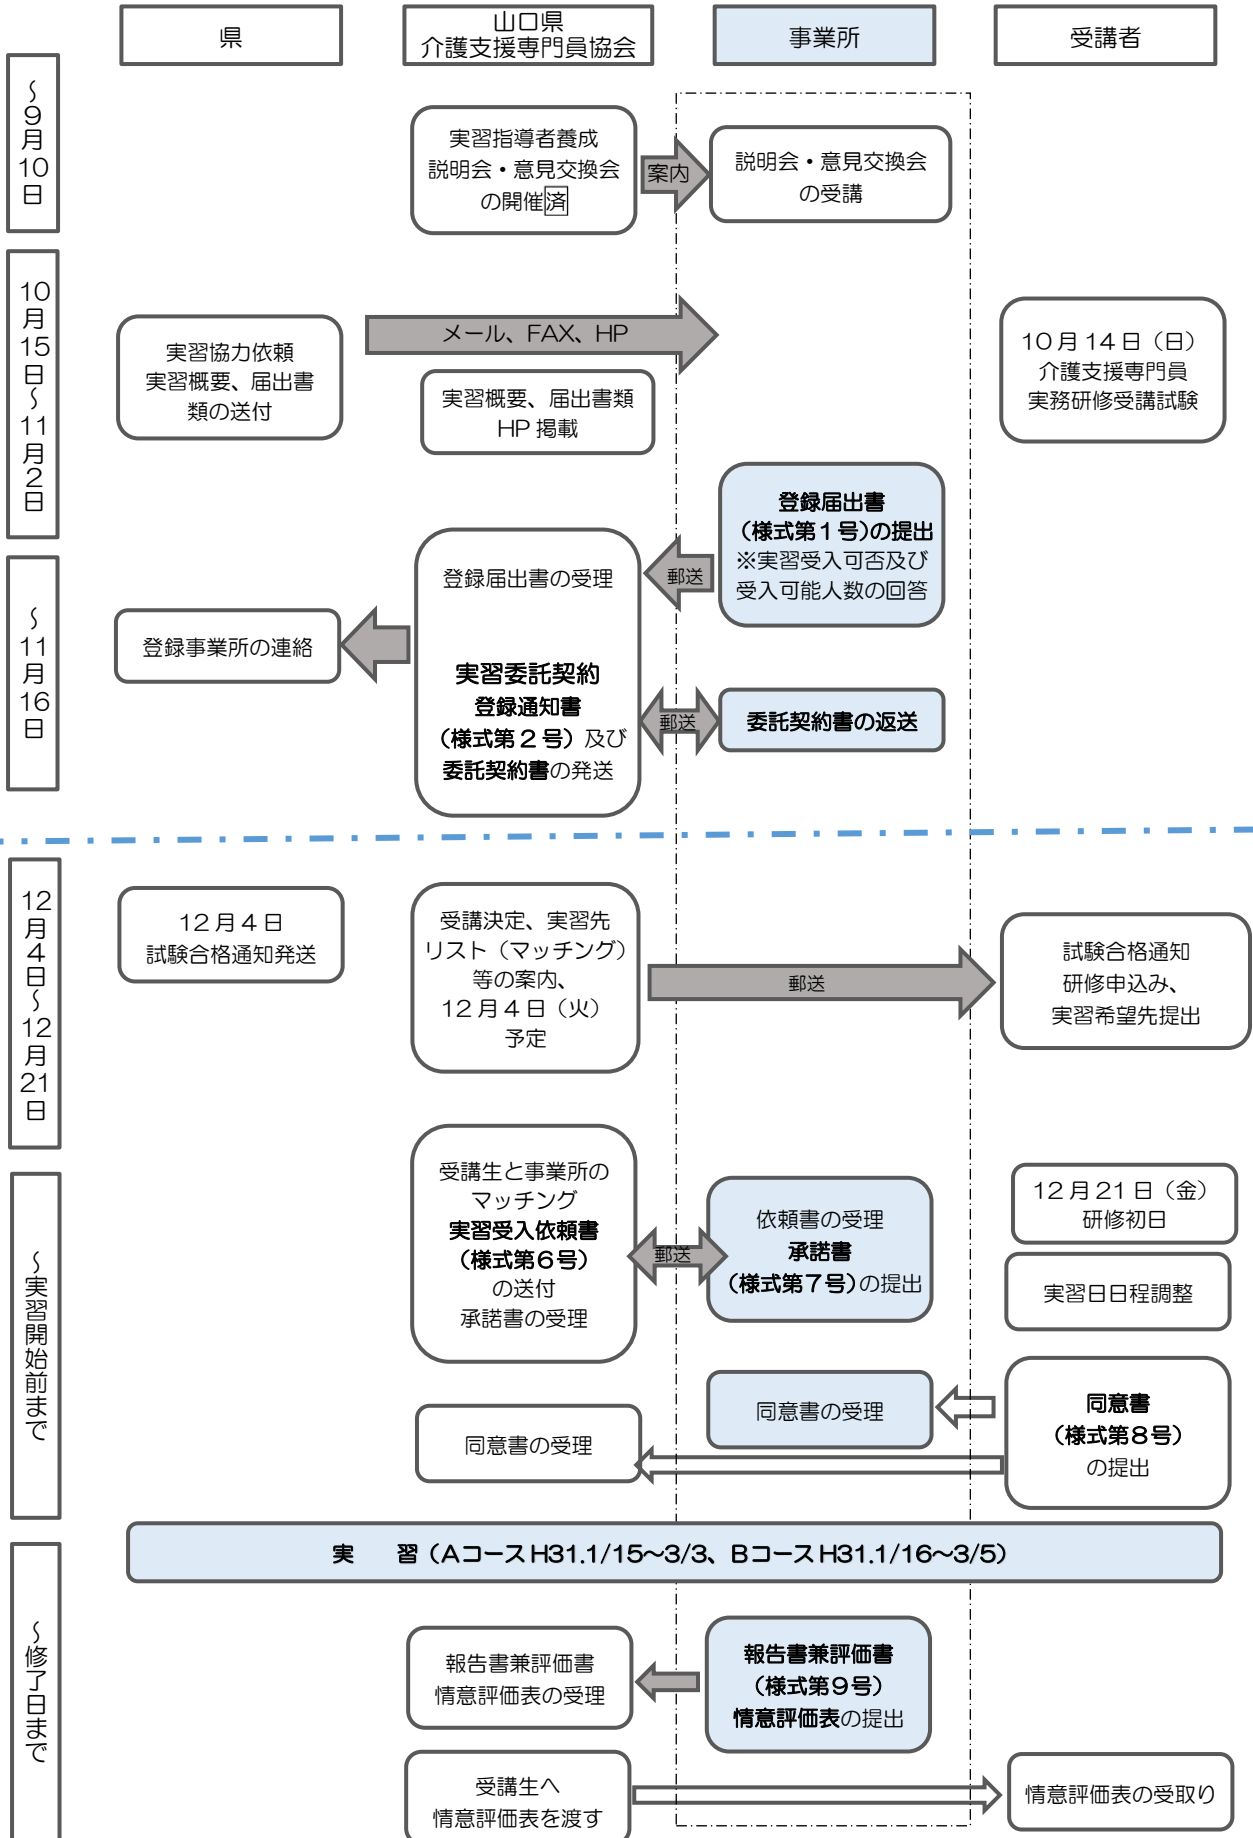 県
山口県
介護支援専門員協会
事業所
受講者
～9月10日
実習指導者養成
説明会・意見交換会
の開催済
案内
説明会・意見交換会
の受講
10月15日～11月2日
実習協力依頼
実習概要、届出書
類の送付
メール、FAX、HP
実習概要、届出書類
HP 掲載
10月14日（日）
介護支援専門員
実務研修受講試験
登録届出書
（様式第1号）の提出
※実習受入可否及び
受入可能人数の回答
郵送
登録届出書の受理
～11月16日
登録事業所の連絡
実習委託契約
登録通知書
（様式第2号）及び
委託契約書の発送
郵送
委託契約書の返送
12月4日～12月21日
12月4日
試験合格通知発送
受講決定、実習先
リスト（マッチング）
等の案内、
12月4日（火）
予定
郵送
試験合格通知
研修申込み、
実習希望先提出
～実習開始前まで
受講生と事業所の
マッチング
実習受入依頼書
（様式第6号）
の送付
承諾書の受理
郵送
依頼書の受理
承諾書
（様式第7号）の提出
12月21日（金）
研修初日
実習日日程調整
同意書の受理
同意書の受理
同意書
（様式第8号）
の提出
実　習（AコースH31.1/15～3/3、BコースH31.1/16～3/5）
～修了日まで
報告書兼評価書
情意評価表の受理
報告書兼評価書
（様式第9号）
情意評価表の提出
受講生へ
情意評価表を渡す
情意評価表の受取り